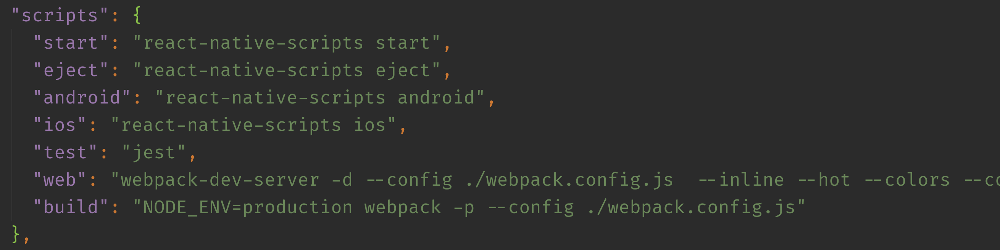 "scripts": {
"start": "react-native-scripts start",
"eject": "react-native-scripts eject",
"android": "react-native-scripts android",
"ios": "react-native-scripts ios",
"test": "jest",
"web": "webpack-dev-server -d --config ./webpack.config.js  --inline --hot --colors
"build": "NODE_ENV=production webpack -p --config ./webpack.config.js"
},